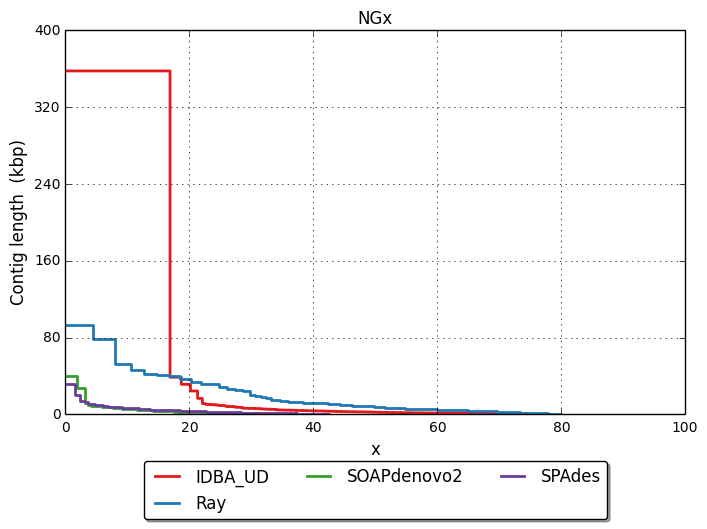 NGx
400
320
240
160
80
0
Contig length (kbp)
0 20 40 60 80 100
x
IDBA_UD SOAPdenovo2 SPAdes
Ray